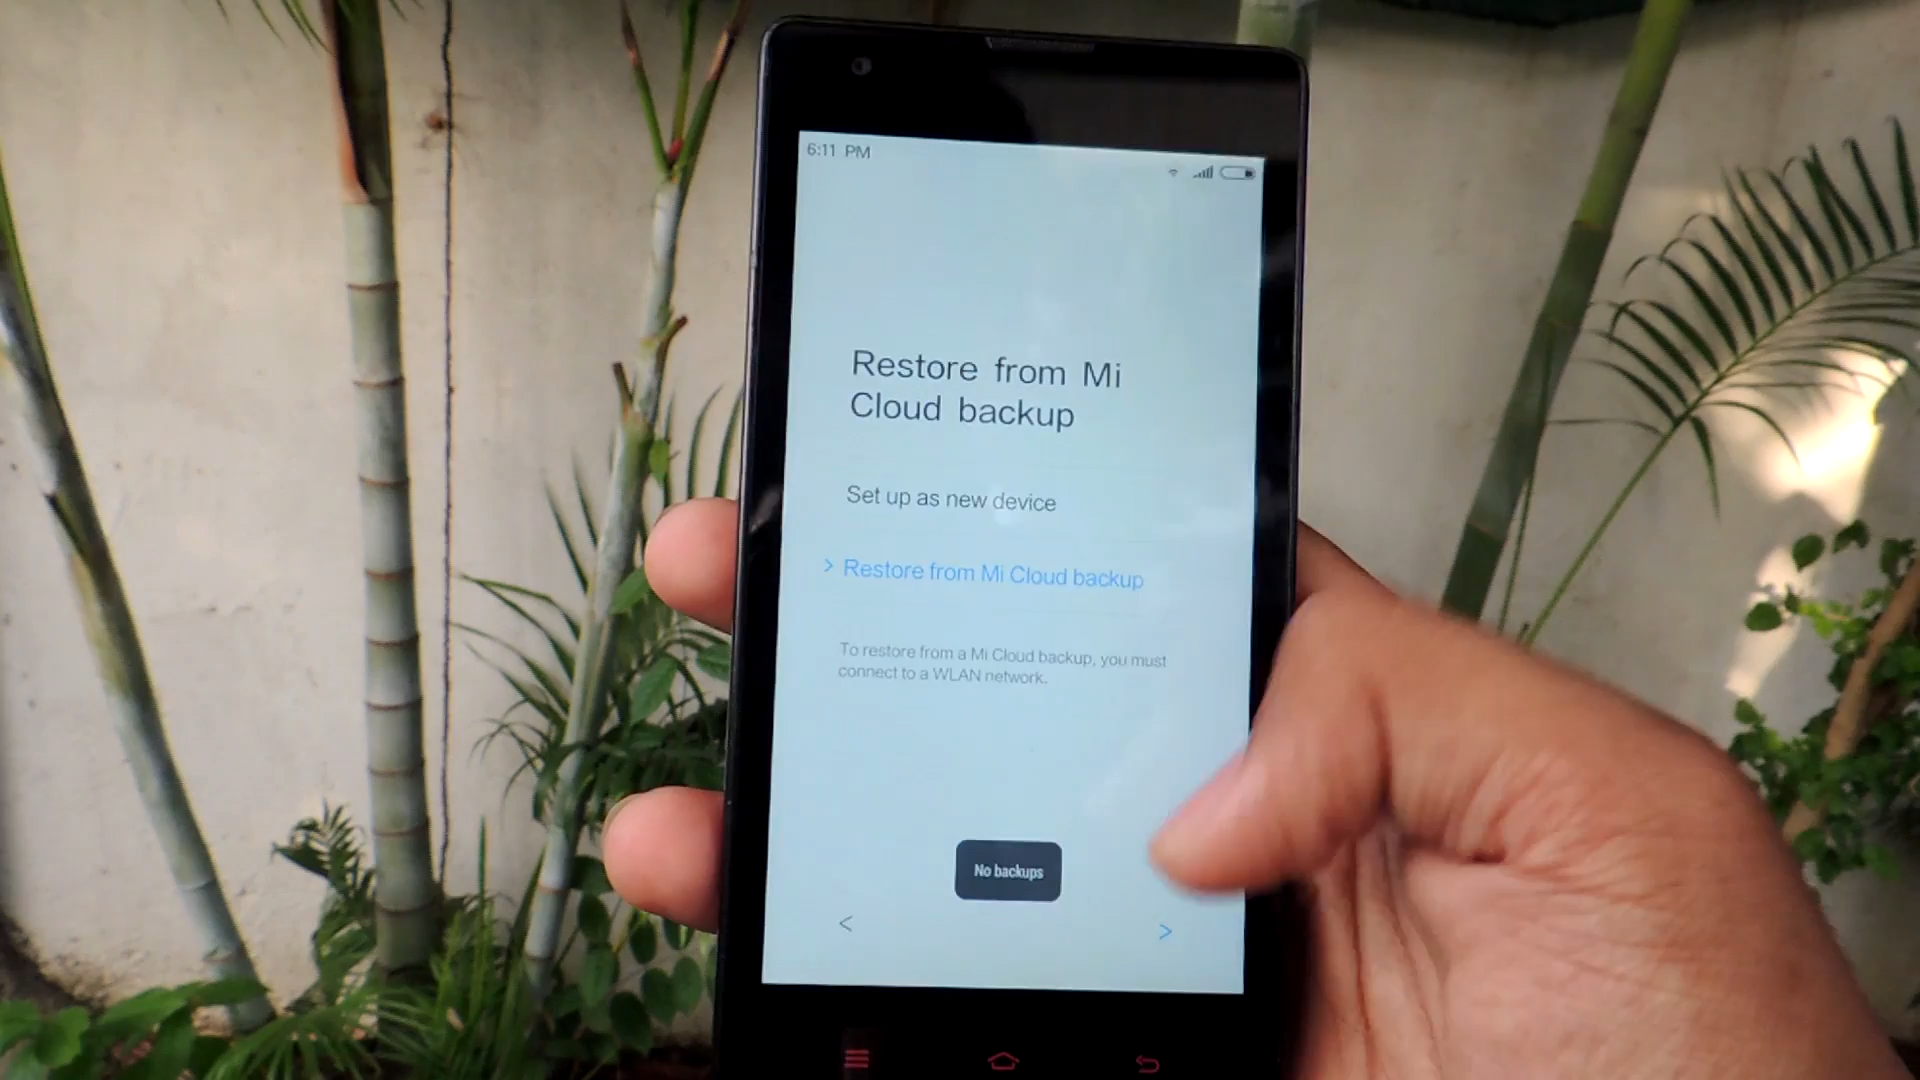 6:11 PM
Restore from Mi
Cloud backup
Set up as new device
> Restore from Mi Cloud backup
To restore from a Mi Cloud backup, you must
connect to a WLAN network.
No backups
< >